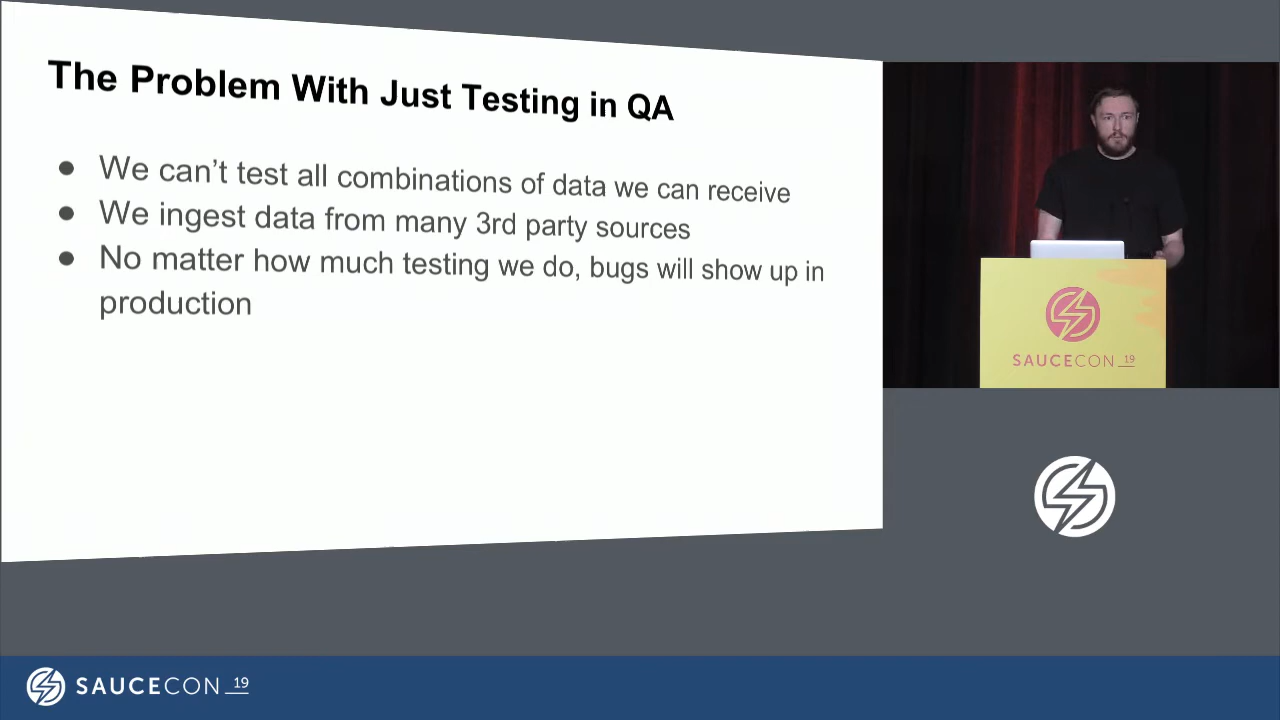 The Problem With Just Testing in QA
● We can't test all combinations of data we can receive
● We ingest data from many 3rd party sources
● No matter how much testing we do, bugs will show up in
production
SAUCECON 19
SAUCECON 19